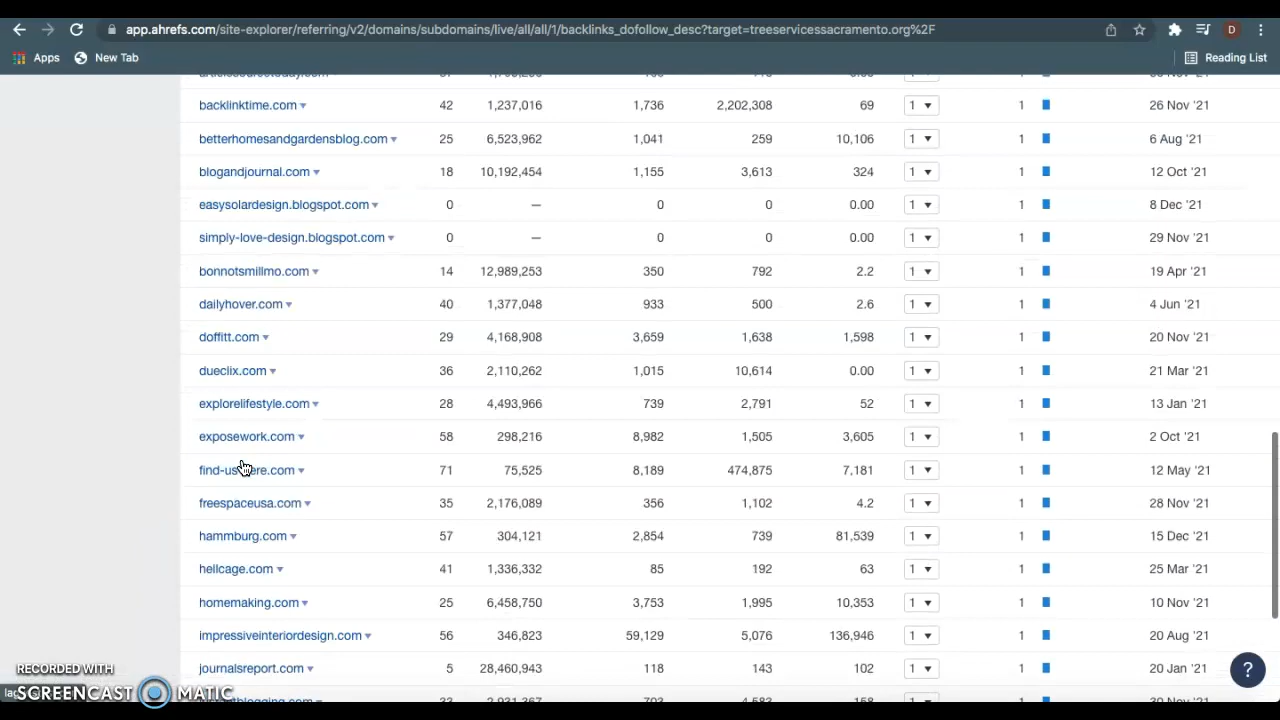 app.ahrefs.com/site-explorer/referring/v2/domains/subdomains/live/all/all/1/backlinks_dofollow_desc?target=treeservicessacramento.org%2F D
Apps New Tab Reading List
backlinktime.com 42 1,237,016 1,736 2,202,308 69 1 1 26 Nov '21
betterhomesandgardensblog.com 25 6,523,962 1,041 259 10,106 1 1 6 Aug '21
blogandjournal.com 18 10,192,454 1,155 3,613 324 1 1 12 Oct '21
easysolardesign.blogspot.com 0 — 0 0 0.00 1 1 8 Dec '21
simply-love-design.blogspot.com 0 — 0 0 0.00 1 1 29 Nov '21
bonnotsmillmo.com 14 12,989,253 350 792 2.2 1 1 19 Apr '21
dailyhover.com 40 1,377,048 933 500 2.6 1 1 4 Jun '21
doffitt.com 29 4,168,908 3,659 1,638 1,598 1 1 20 Nov '21
dueclix.com 36 2,110,262 1,015 10,614 0.00 1 1 21 Mar '21
explorelifestyle.com 28 4,493,966 739 2,791 52 1 1 13 Jan '21
exposework.com 58 298,216 8,982 1,505 3,605 1 1 2 Oct '21
find-us-here.com 71 75,525 8,189 474,875 7,181 1 1 12 May '21
freespaceusa.com 35 2,176,089 356 1,102 4.2 1 1 28 Nov '21
hammburg.com 57 304,121 2,854 739 81,539 1 1 15 Dec '21
hellcage.com 41 1,336,332 85 192 63 1 1 25 Mar '21
homemaking.com 25 6,458,750 3,753 1,995 10,353 1 1 10 Nov '21
impressiveinteriordesign.com 56 346,823 59,129 5,076 136,946 1 1 20 Aug '21
journalsreport.com 5 28,460,943 118 143 102 1 1 20 Jan '21
RECORDED WITH
SCREENCAST MATIC
?